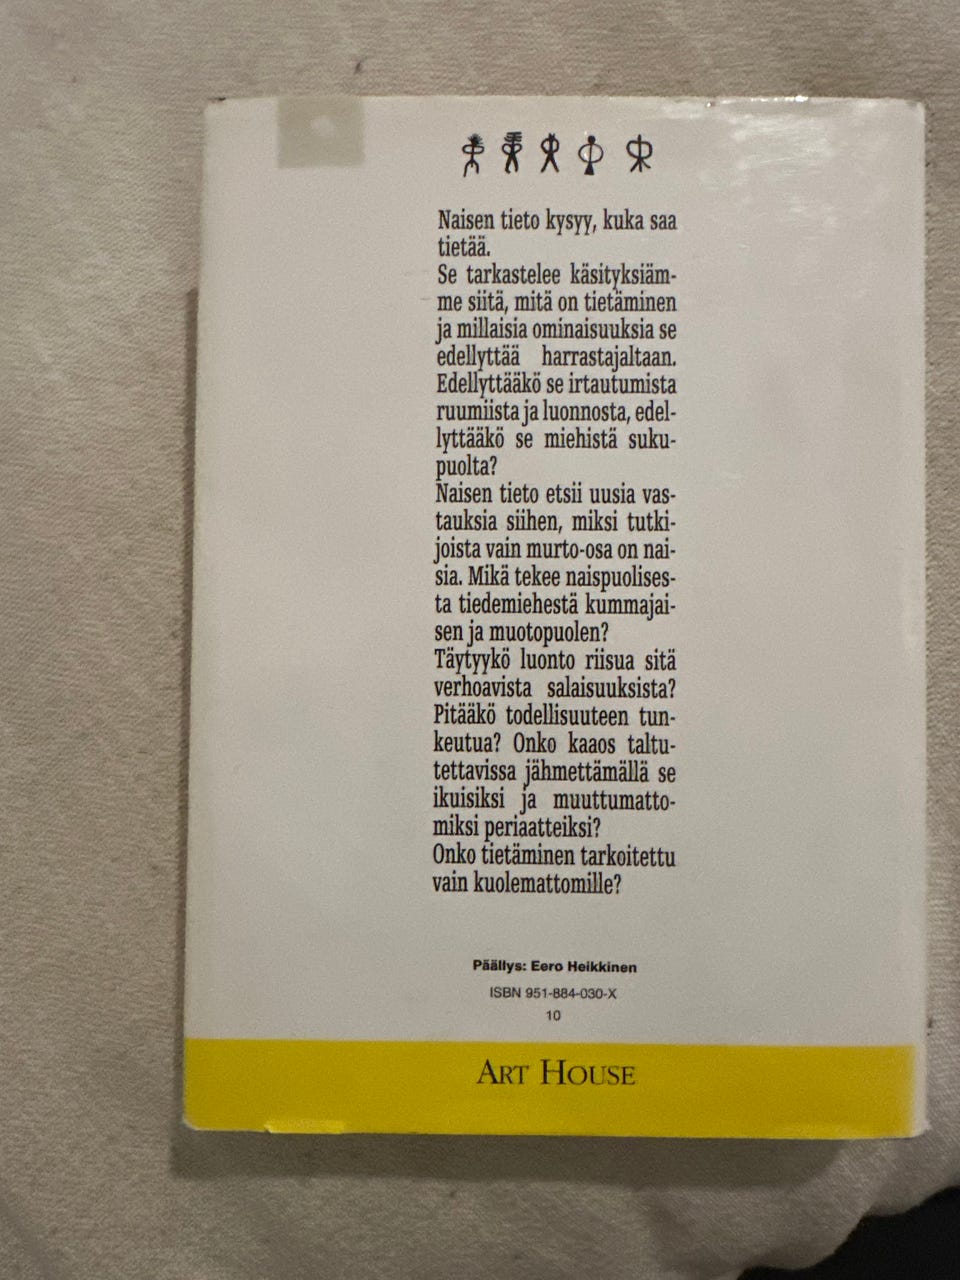 Naisen tieto kysyy, kuka saa
tietää.
Se tarkastelee käsityksiäm-
me siitä, mitä on tietäminen
ja millaisia ominaisuuksia se
edellyttää harrastajaltaan.
Edellyttääkö se irtautumista
ruumiista ja luonnosta, edel-
lyttääkö se miehistä suku-
puolta?
Naisen tieto etsii uusia vas-
tauksia siihen, miksi tutki-
joista vain murto-osa on nai-
sia. Mikä tekee naispuolises-
ta tiedemiehestä kummajai-
sen ja muotopuolen?
Täytyykö luonto riisua sitä
verhoavista salaisuuksista?
Pitääkö todellisuuteen tun-
keutua? Onko kaaos taltu-
tettavissa jähmettämällä se
ikuisiksi ja muuttumatto-
miksi periaatteiksi?
Onko tietäminen tarkoitettu
vain kuolemattomille?
Päällys: Eero Heikkinen
ISBN 951-884-030-X
10
ART HOUSE